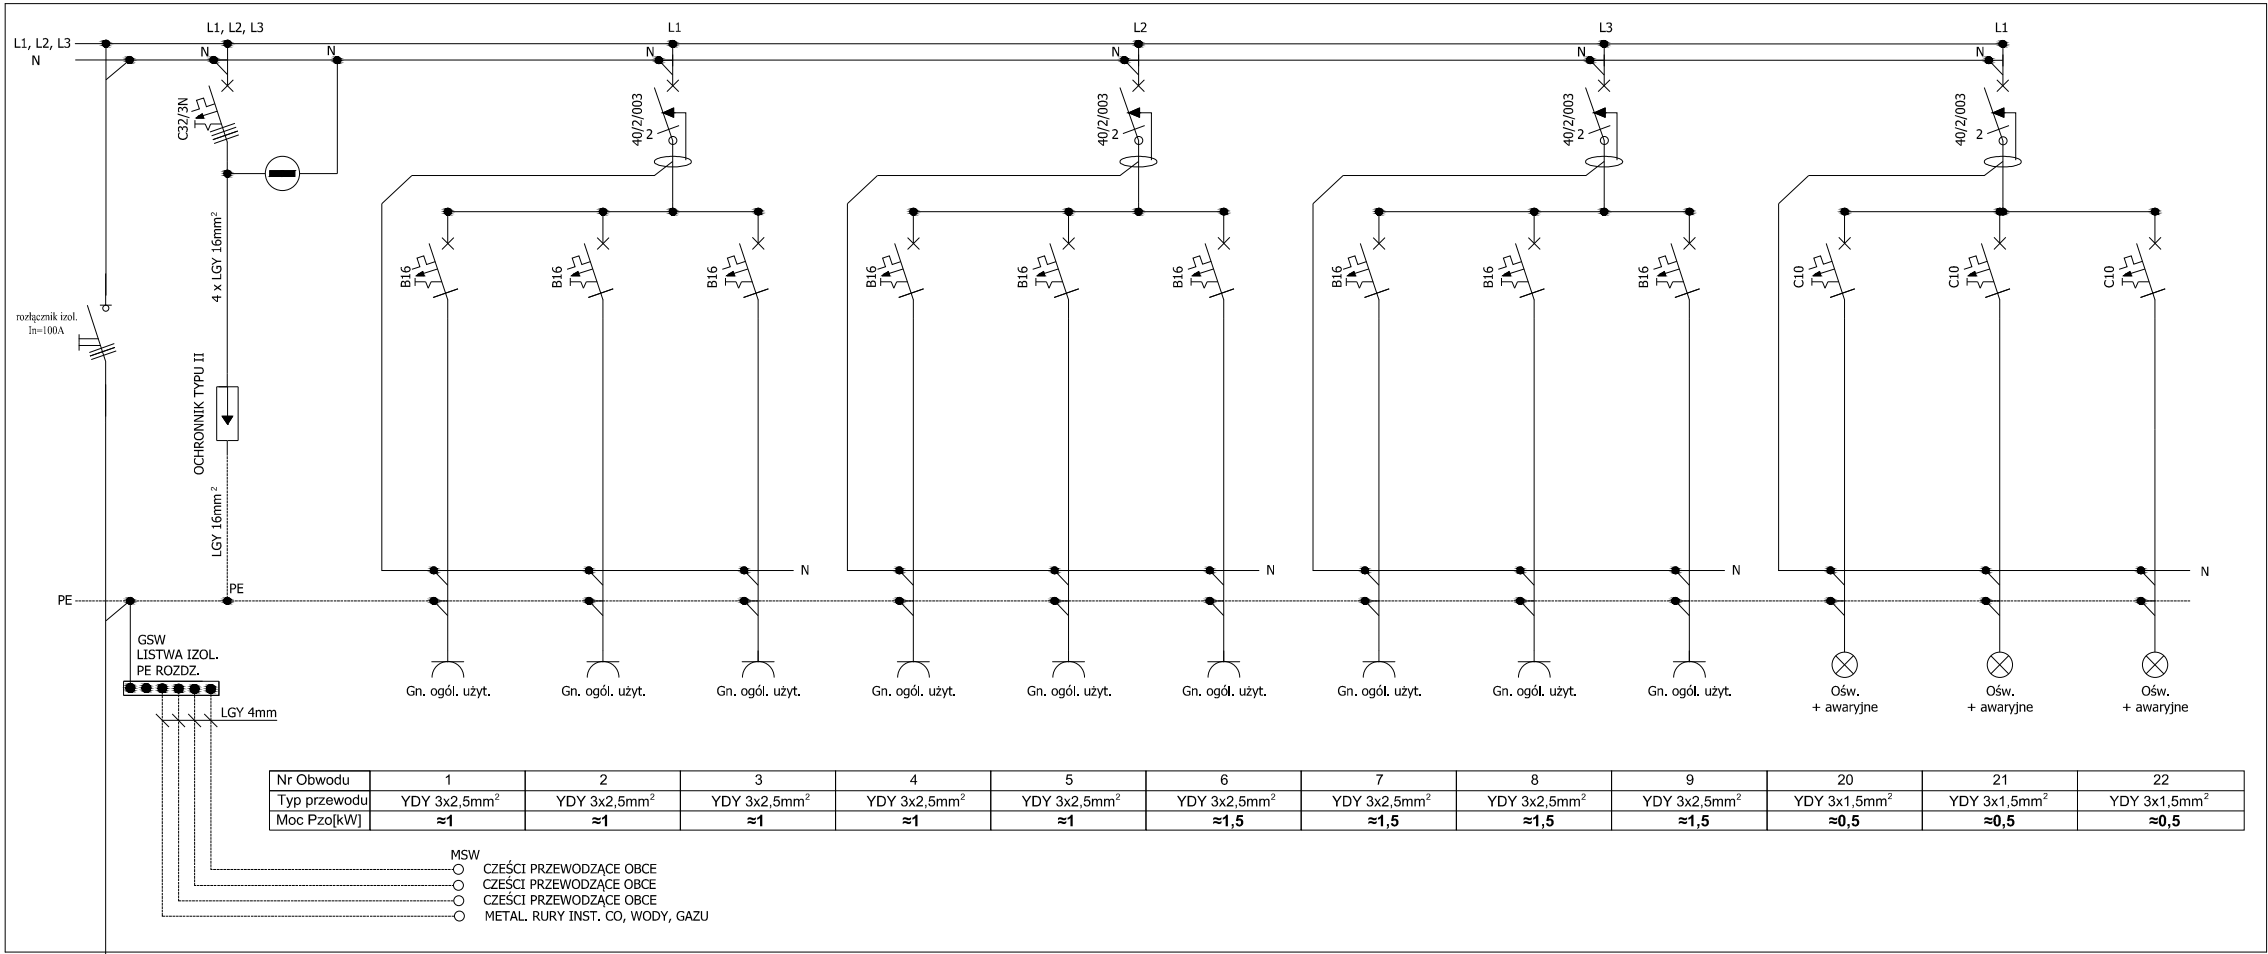 L1, L2, L3
L1
L2
L3
L1
L1, L2, L3
N
N
N
N
N
N
N
C32/3N
40/2/003
2
40/2/003
2
40/2/003
2
40/2/003
2
B16
B16
B16
B16
B16
B16
B16
B16
B16
C10
C10
C10
4 x LGY 16mm²
rozłącznik izol.
In=100A
OCHRONNIK TYPU II
LGY 16mm²
N
N
N
N
PE
PE
GSW
LISTWA IZOL.
PE ROZDZ.
LGY 4mm
Gn. ogól. użyt.
Gn. ogól. użyt.
Gn. ogól. użyt.
Gn. ogól. użyt.
Gn. ogól. użyt.
Gn. ogól. użyt.
Gn. ogól. użyt.
Gn. ogól. użyt.
Gn. ogól. użyt.
Ośw.
+ awaryjne
Ośw.
+ awaryjne
Ośw.
+ awaryjne
Nr Obwodu 1 2 3 4 5 6 7 8 9 20 21 22
Typ przewodu YDY 3x2,5mm² YDY 3x2,5mm² YDY 3x2,5mm² YDY 3x2,5mm² YDY 3x2,5mm² YDY 3x2,5mm² YDY 3x2,5mm² YDY 3x2,5mm² YDY 3x2,5mm² YDY 3x1,5mm² YDY 3x1,5mm² YDY 3x1,5mm²
Moc Pzo[kW] ≈1 ≈1 ≈1 ≈1 ≈1 ≈1,5 ≈1,5 ≈1,5 ≈1,5 ≈0,5 ≈0,5 ≈0,5
MSW
CZEŚCI PRZEWODZĄCE OBCE
CZEŚCI PRZEWODZĄCE OBCE
CZEŚCI PRZEWODZĄCE OBCE
METAL. RURY INST. CO, WODY, GAZU